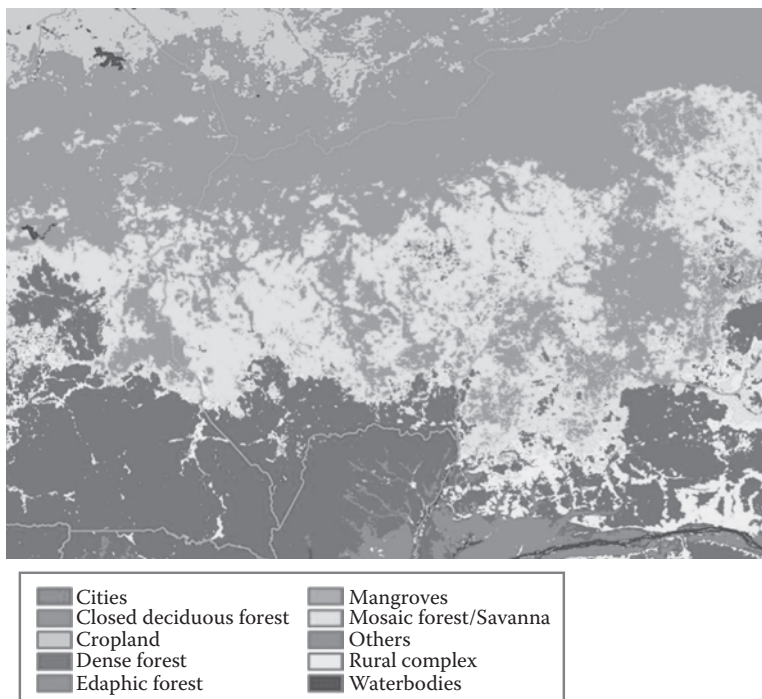 Cities
Closed deciduous forest
Cropland
Dense forest
Edaphic forest
Mangroves
Mosaic forest/Savanna
Others
Rural complex
Waterbodies